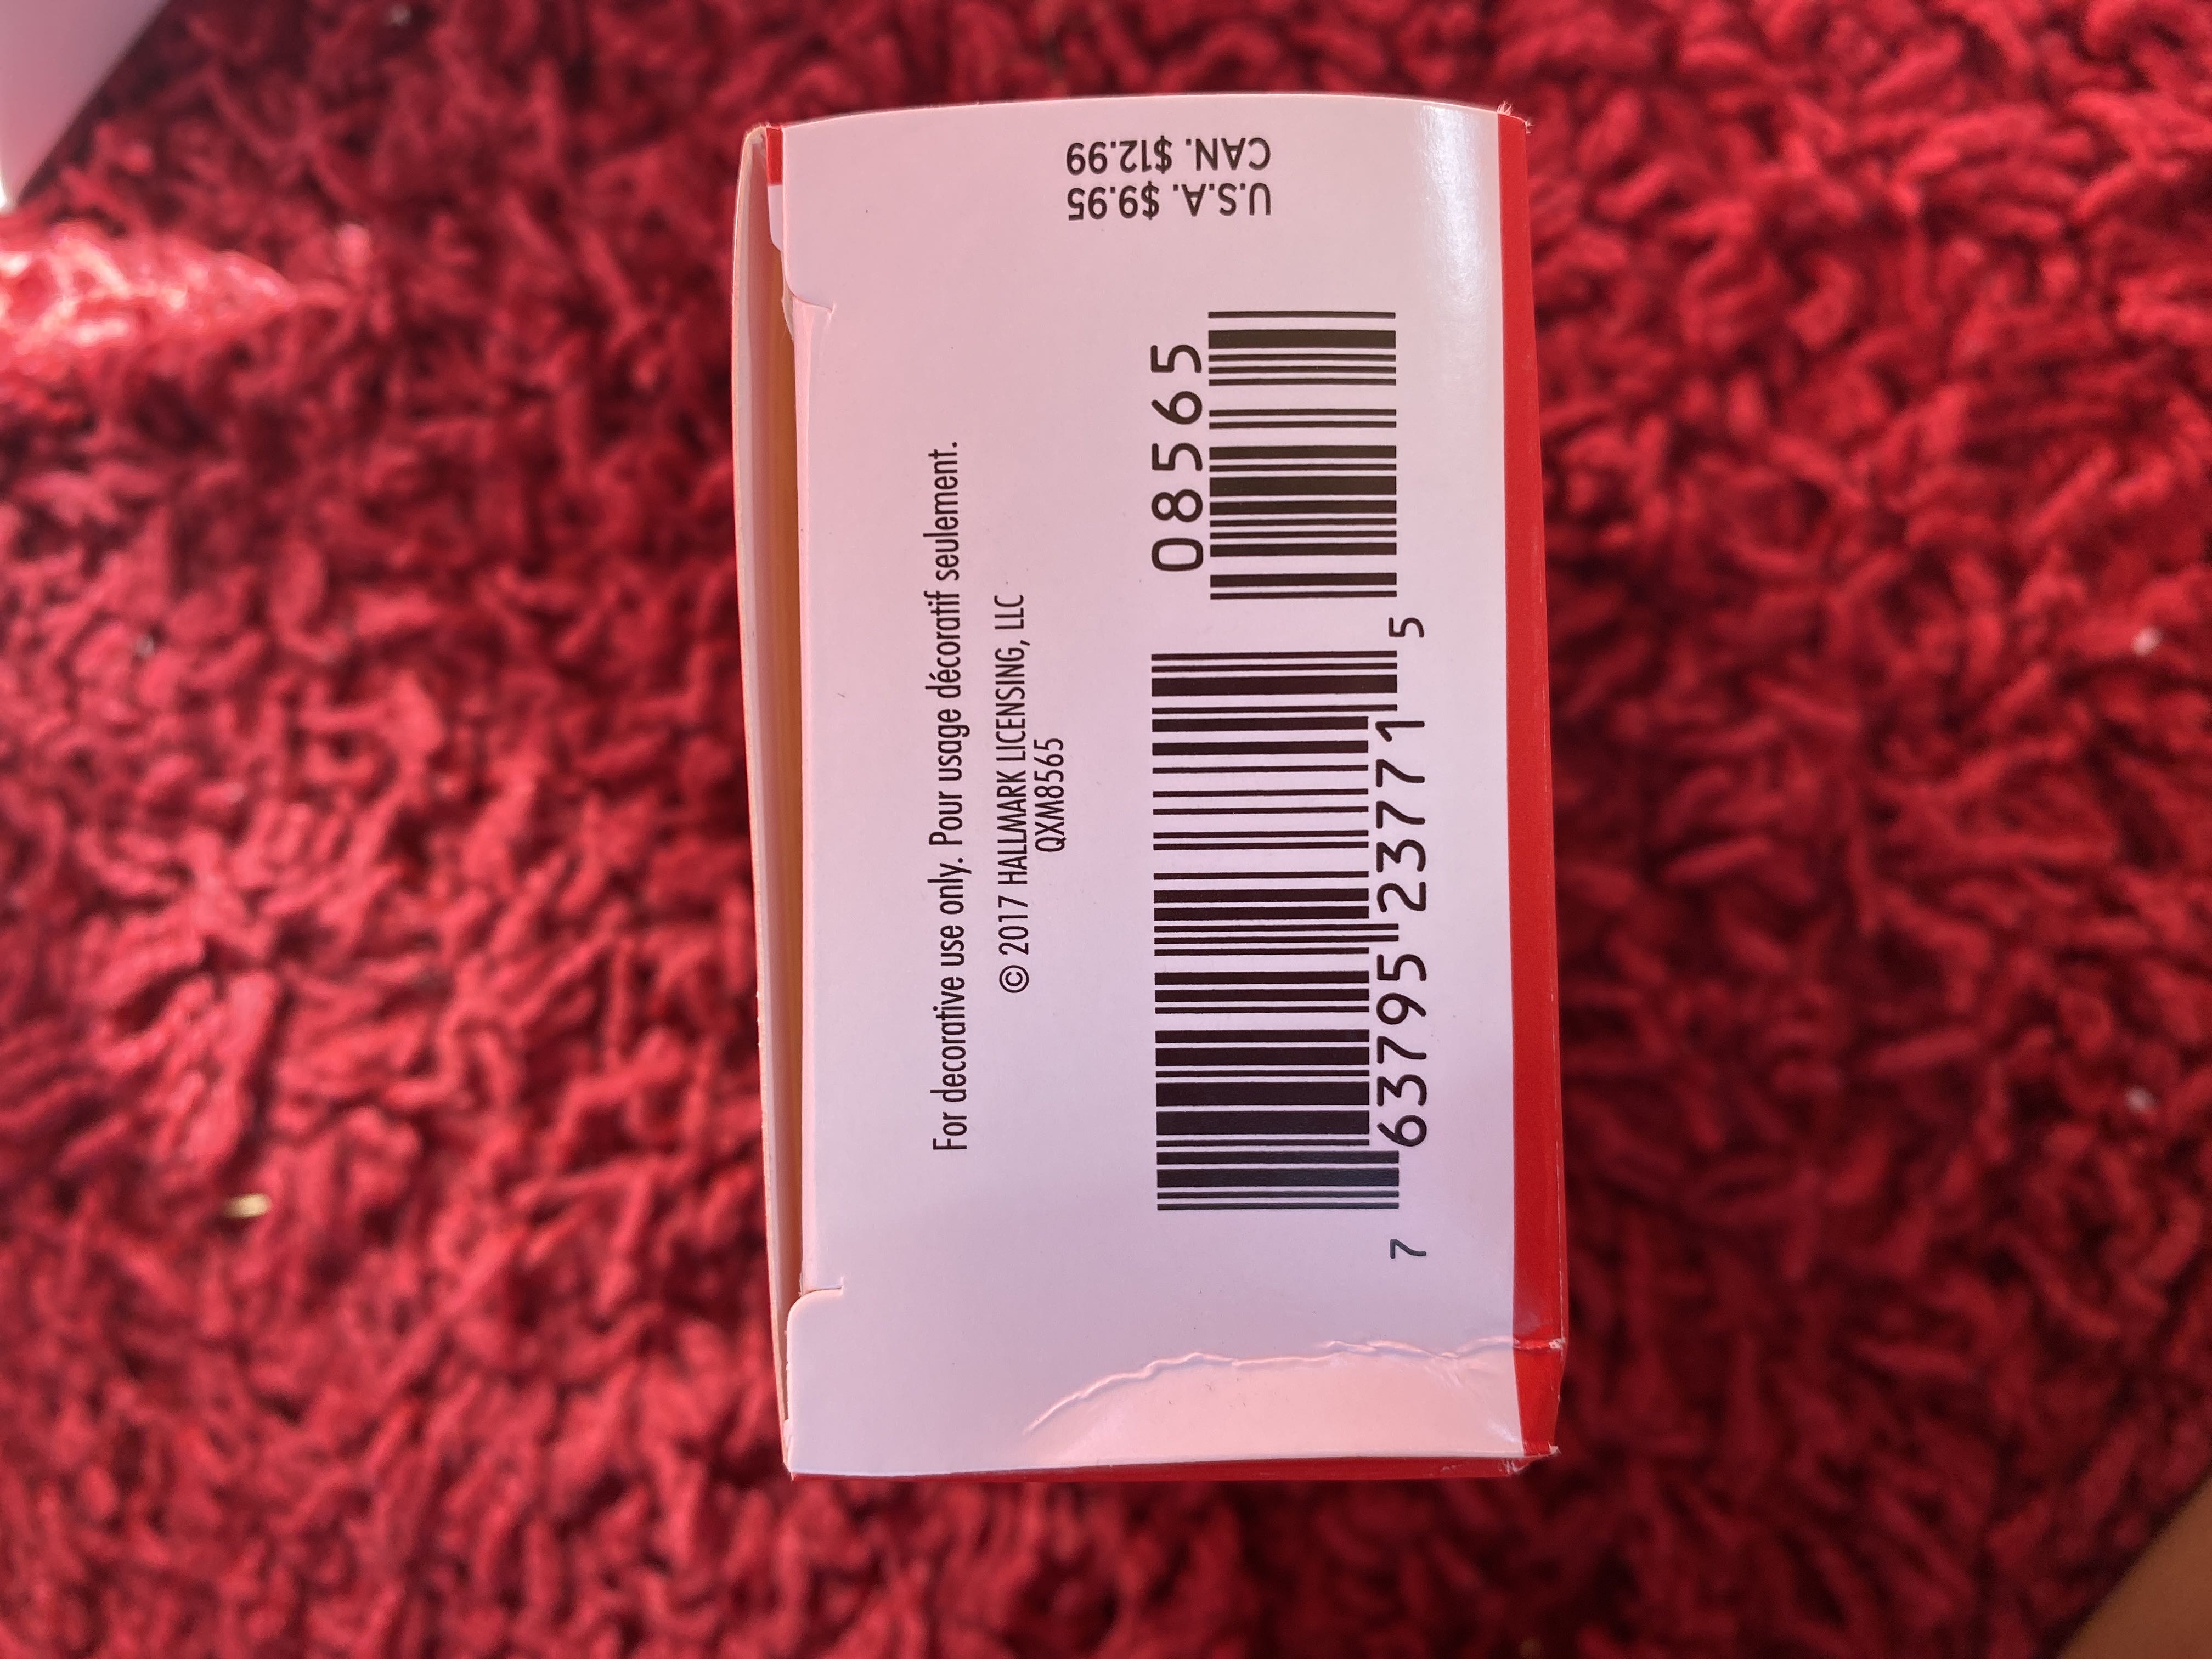 U.S.A. $9.95
CAN. $12.99
For decorative use only. Pour usage décoratif seulement.
© 2017 HALLMARK LICENSING, LLC
QXM8565
08565
7 63795 23771 5